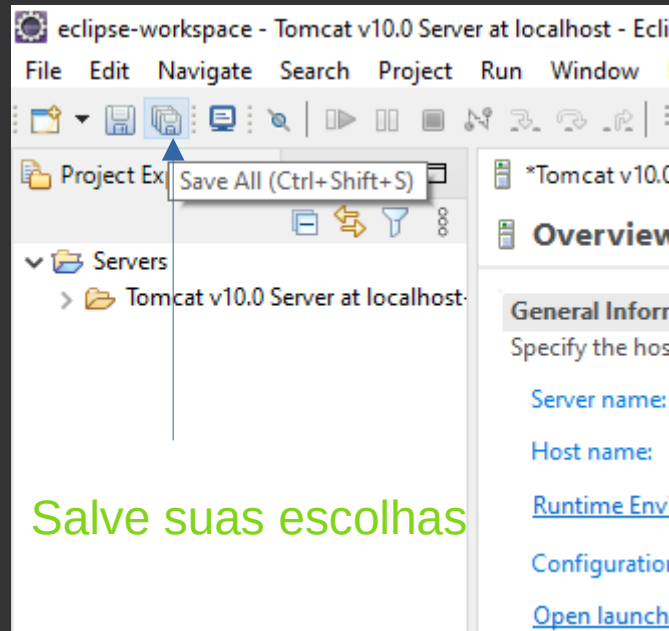 eclipse-workspace - Tomcat v10.0 Server at localhost - Ecli
File Edit Navigate Search Project Run Window
Project Ex
Save All (Ctrl+Shift+S)
*Tomcat v10.0
Overview
Servers
Tomcat v10.0 Server at localhost-
General Inforr
Specify the hos
Server name:
Host name:
Salve suas escolhas
Runtime Env
Configuration
Open launch